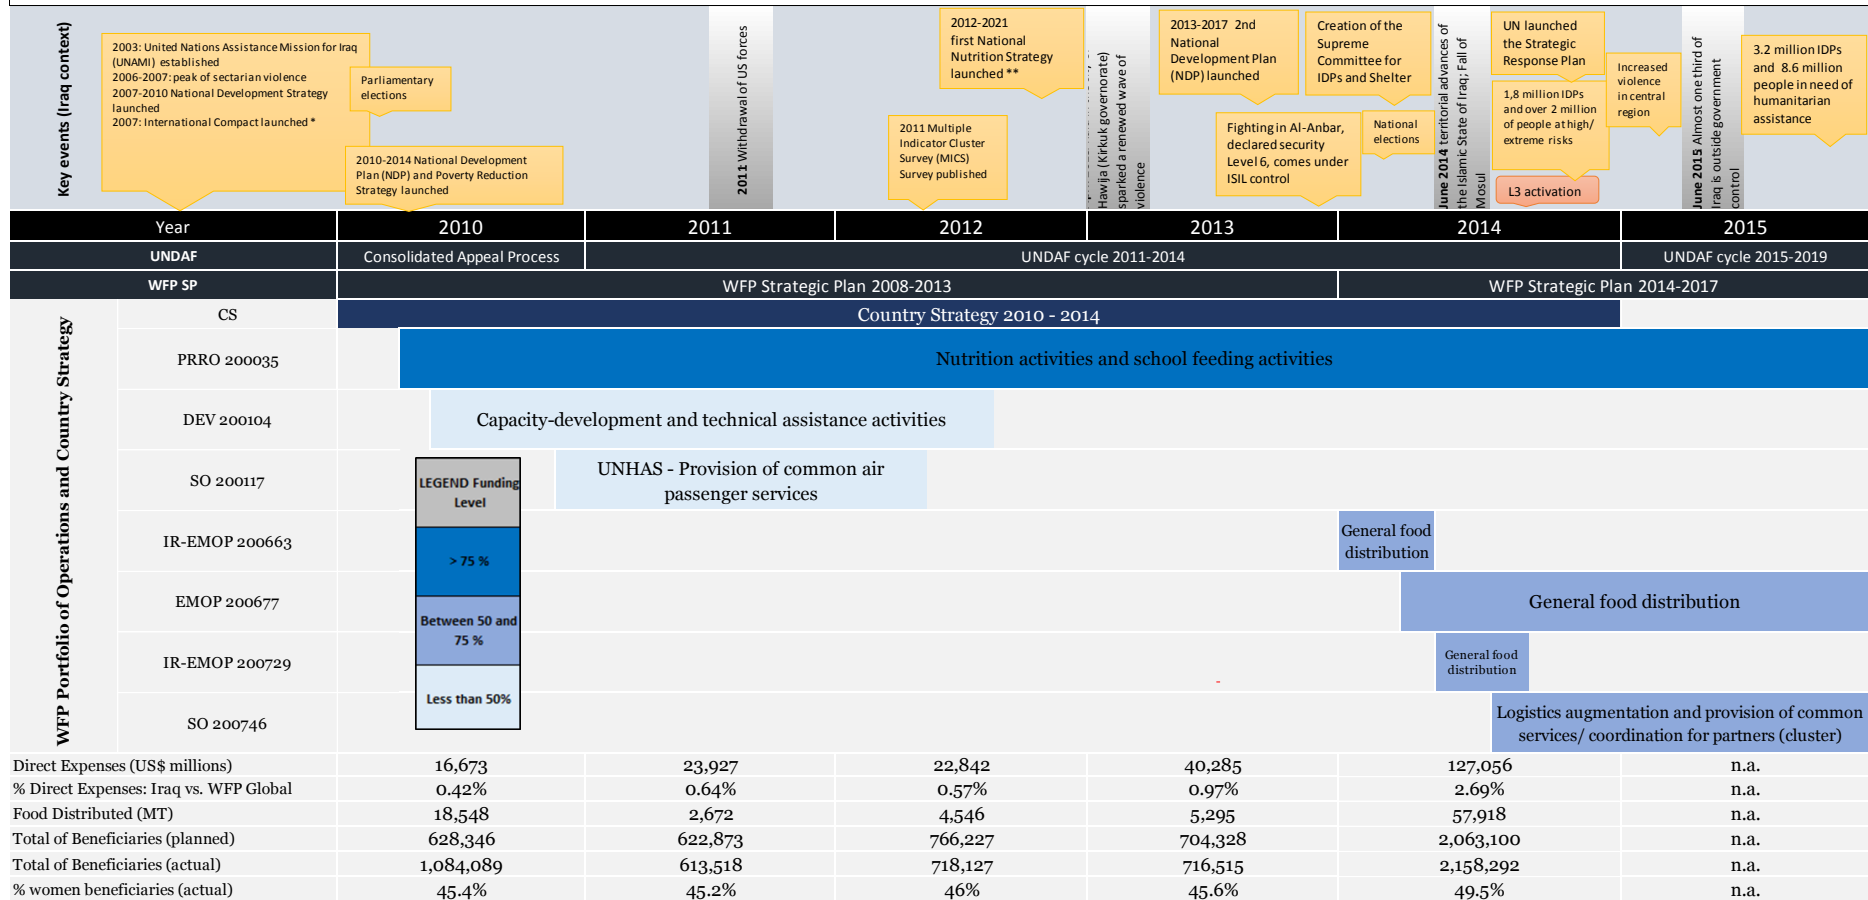 Key events (Iraq context)
2003: United Nations Assistance Mission for Iraq
(UNAMI) established
2006-2007: peak of sectarian violence
2007-2010 National Development Strategy
launched
2007: International Compact launched *
Parliamentary
elections
2010-2014 National Development
Plan (NDP) and Poverty Reduction
Strategy launched
2011 Withdrawal of US forces
2012-2021
first National
Nutrition Strategy
launched **
2011 Multiple
Indicator Cluster
Survey (MICS)
Survey published
Hawija (Kirkuk governorate)
sparked a renewed wave of
violence
2013-2017 2nd
National
Development Plan
(NDP) launched
Fighting in Al-Anbar,
declared security
Level 6, comes under
ISIL control
Creation of the
Supreme
Committee for
IDPs and Shelter
National
elections
June 2014 territorial advances of
the Islamic State of Iraq; Fall of
Mosul
UN launched
the Strategic
Response Plan
1,8 million IDPs
and over 2 million
of people at high/
extreme risks
L3 activation
Increased
violence
in central
region
June 2015 Almost one third of
Iraq is outside government
control
3.2 million IDPs
and 8.6 million
people in need of
humanitarian
assistance
Year 2010 2011 2012 2013 2014 2015
UNDAF Consolidated Appeal Process UNDAF cycle 2011-2014 UNDAF cycle 2015-2019
WFP SP WFP Strategic Plan 2008-2013 WFP Strategic Plan 2014-2017
WFP Portfolio of Operations and Country Strategy
CS Country Strategy 2010 - 2014
PRRO 200035 Nutrition activities and school feeding activities
DEV 200104 Capacity-development and technical assistance activities
SO 200117 UNHAS - Provision of common air
passenger services
LEGEND Funding
Level
> 75 %
Between 50 and
75 %
Less than 50%
IR-EMOP 200663 General food
distribution
EMOP 200677 General food distribution
IR-EMOP 200729 General food
distribution
-
SO 200746 Logistics augmentation and provision of common
services/ coordination for partners (cluster)
Direct Expenses (US$ millions) 16,673 23,927 22,842 40,285 127,056 n.a.
% Direct Expenses: Iraq vs. WFP Global 0.42% 0.64% 0.57% 0.97% 2.69% n.a.
Food Distributed (MT) 18,548 2,672 4,546 5,295 57,918 n.a.
Total of Beneficiaries (planned) 628,346 622,873 766,227 704,328 2,063,100 n.a.
Total of Beneficiaries (actual) 1,084,089 613,518 718,127 716,515 2,158,292 n.a.
% women beneficiaries (actual) 45.4% 45.2% 46% 45.6% 49.5% n.a.